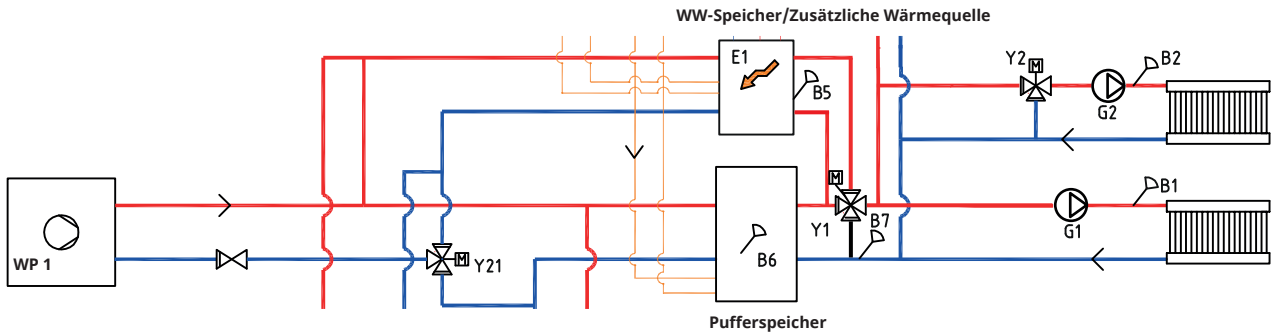 WW-Speicher/Zusätzliche Wärmequelle
E1
B5
Y2
M
B2
G2
WP 1
M
Y21
B6
M
Y1
B7
G1
B1
Pufferspeicher